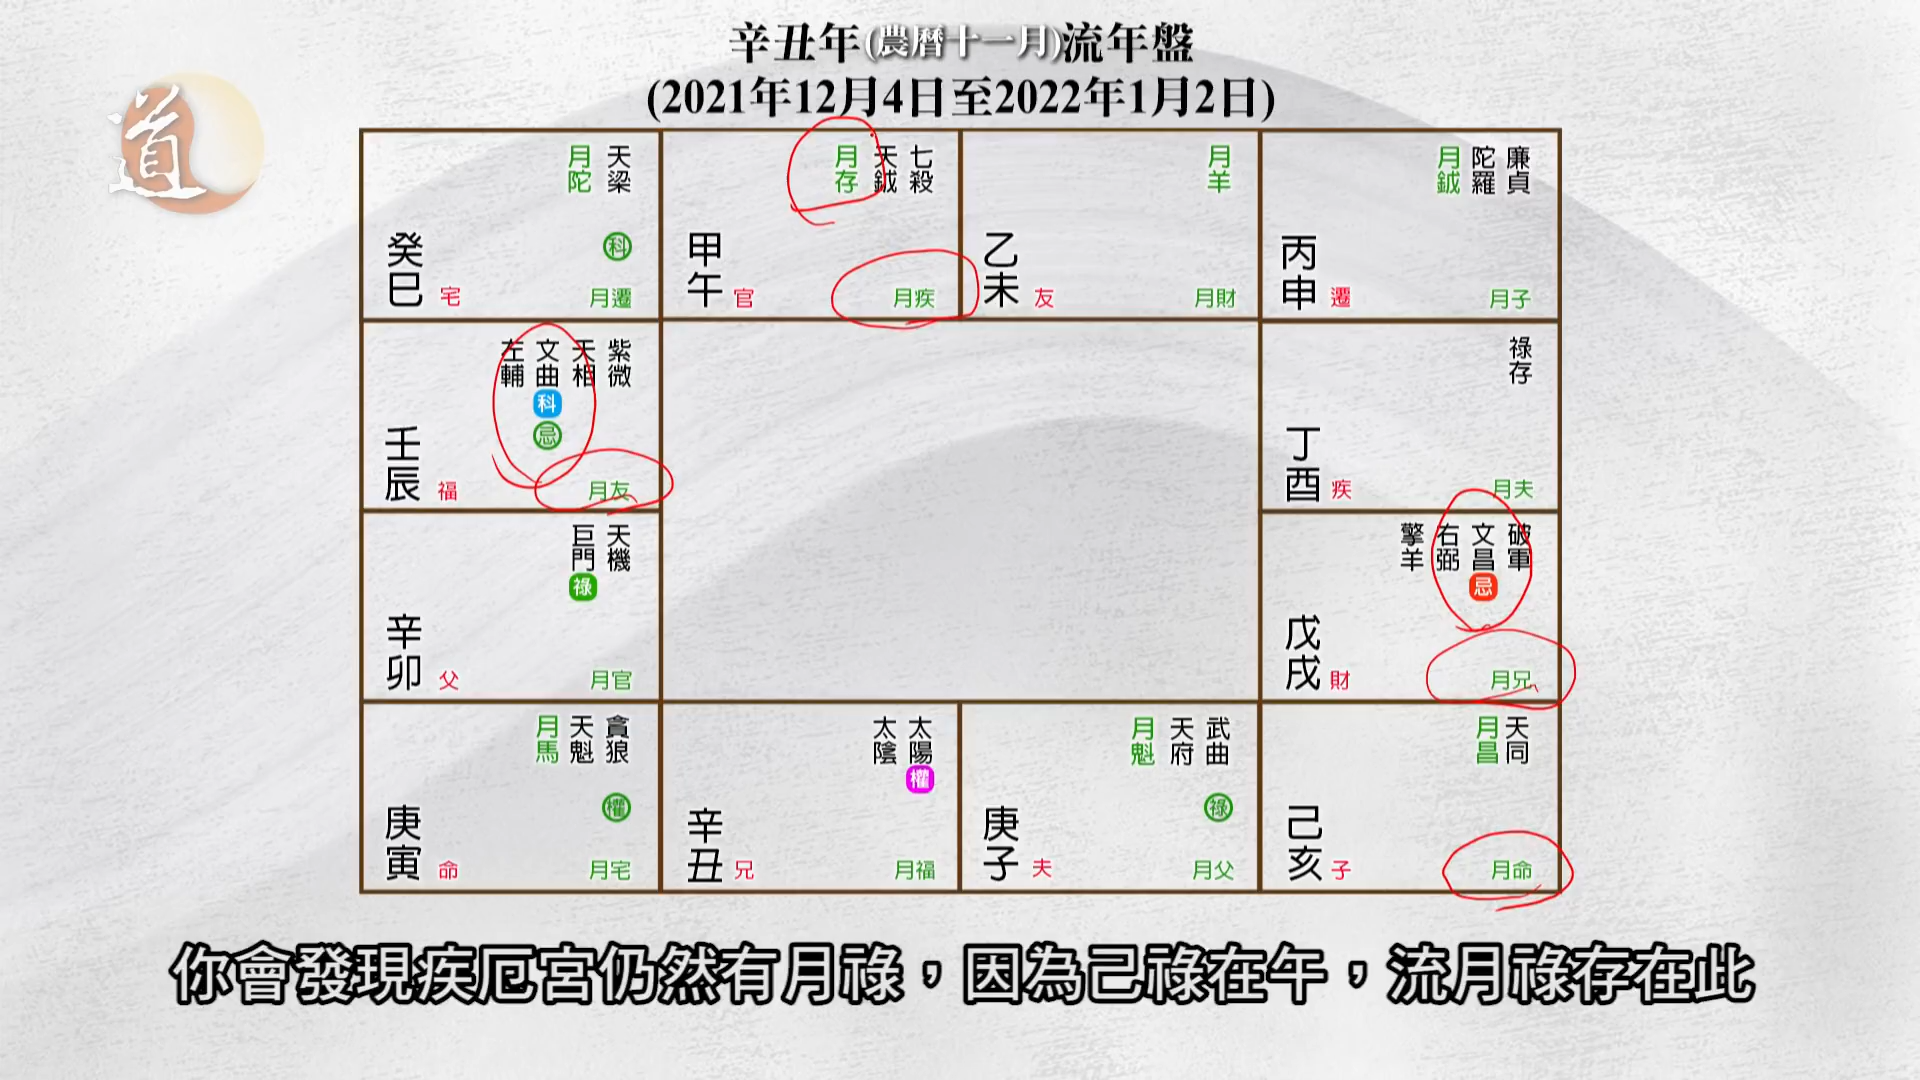 辛丑年(農曆十一月)流年盤
(2021年12月4日至2022年1月2日)
道
天梁
月陀
科
癸巳
宅
月遷
七殺
天鉞
月存
甲午
官
月疾
月羊
乙未
友
月財
廉貞
陀羅
月鉞
丙申
遷
月子
紫微
天相
文曲
左輔
科
忌
壬辰
福
月友
祿存
丁酉
疾
月夫
天機
巨門
祿
辛卯
父
月官
破軍
文昌
右弼
擎羊
忌
戊戌
財
月兄
貪狼
天魁
月馬
權
庚寅
命
月宅
太陽
太陰
權
辛丑
兄
月福
武曲
天府
月魁
祿
庚子
夫
月父
天同
月昌
己亥
子
月命
你會發現疾厄宮仍然有月祿，因為己祿在午，流月祿存在此